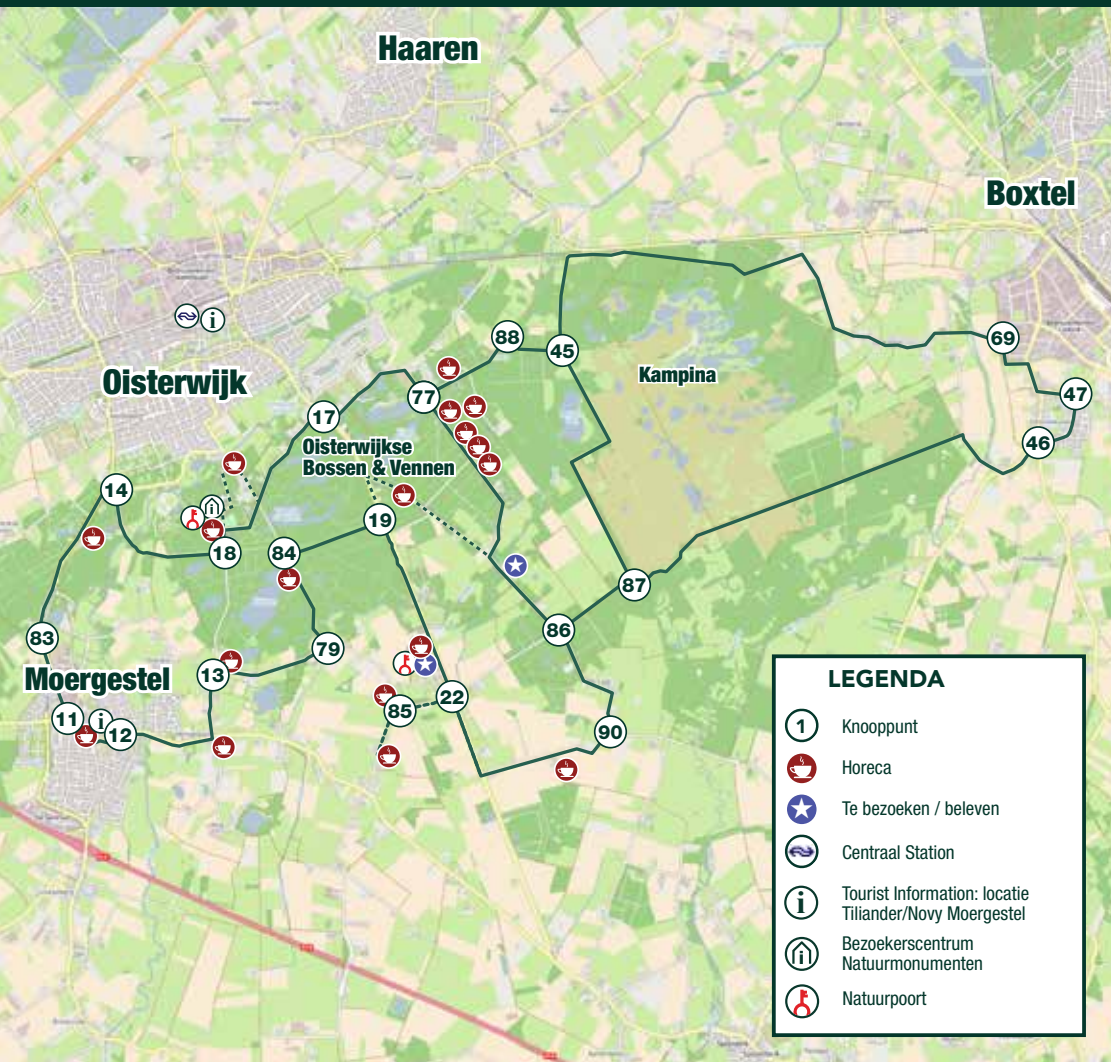 Haaren
Boxtel
Oisterwijk
Kampina
Oisterwijkse
Bossen & Vennen
Moergestel
88
45
69
77
47
17
46
14
19
18
84
87
86
83
79
13
22
85
11
12
90
LEGENDA
1 Knooppunt
Horeca
Te bezoeken / beleven
Centraal Station
i Tourist Information: locatie
Tiliander/Novy Moergestel
Bezoekerscentrum
Natuurmonumenten
Natuurpoort